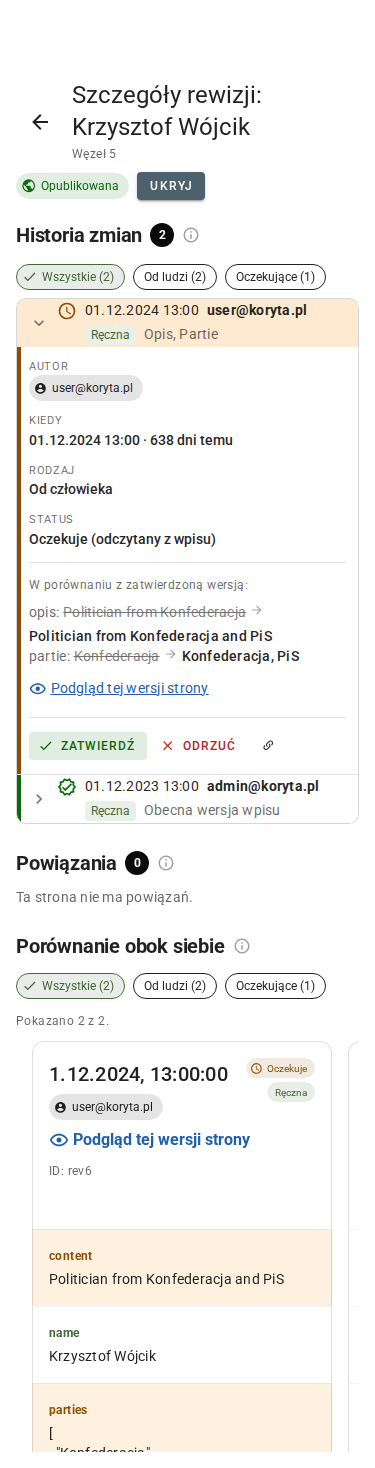 Szczegóły rewizji:
Krzysztof Wójcik
Węzeł 5
Opublikowana
UKRYJ
Historia zmian 2
Wszystkie (2) Od ludzi (2) Oczekujące (1)
01.12.2024 13:00 user@koryta.pl
Ręczna Opis, Partie
AUTOR
user@koryta.pl
KIEDY
01.12.2024 13:00 · 638 dni temu
RODZAJ
Od człowieka
STATUS
Oczekuje (odczytany z wpisu)
W porównaniu z zatwierdzoną wersją:
opis: Politician from Konfederacja →
Politician from Konfederacja and PiS
partie: Konfederacja → Konfederacja, PiS
Podgląd tej wersji strony
ZATWIERDŹ ODRZUĆ
01.12.2023 13:00 admin@koryta.pl
Ręczna Obecna wersja wpisu
Powiązania 0
Ta strona nie ma powiązań.
Porównanie obok siebie
Wszystkie (2) Od ludzi (2) Oczekujące (1)
Pokazano 2 z 2.
1.12.2024, 13:00:00 Oczekuje
user@koryta.pl Ręczna
Podgląd tej wersji strony
ID: rev6
content
Politician from Konfederacja and PiS
name
Krzysztof Wójcik
parties
[
"Konfederacja"